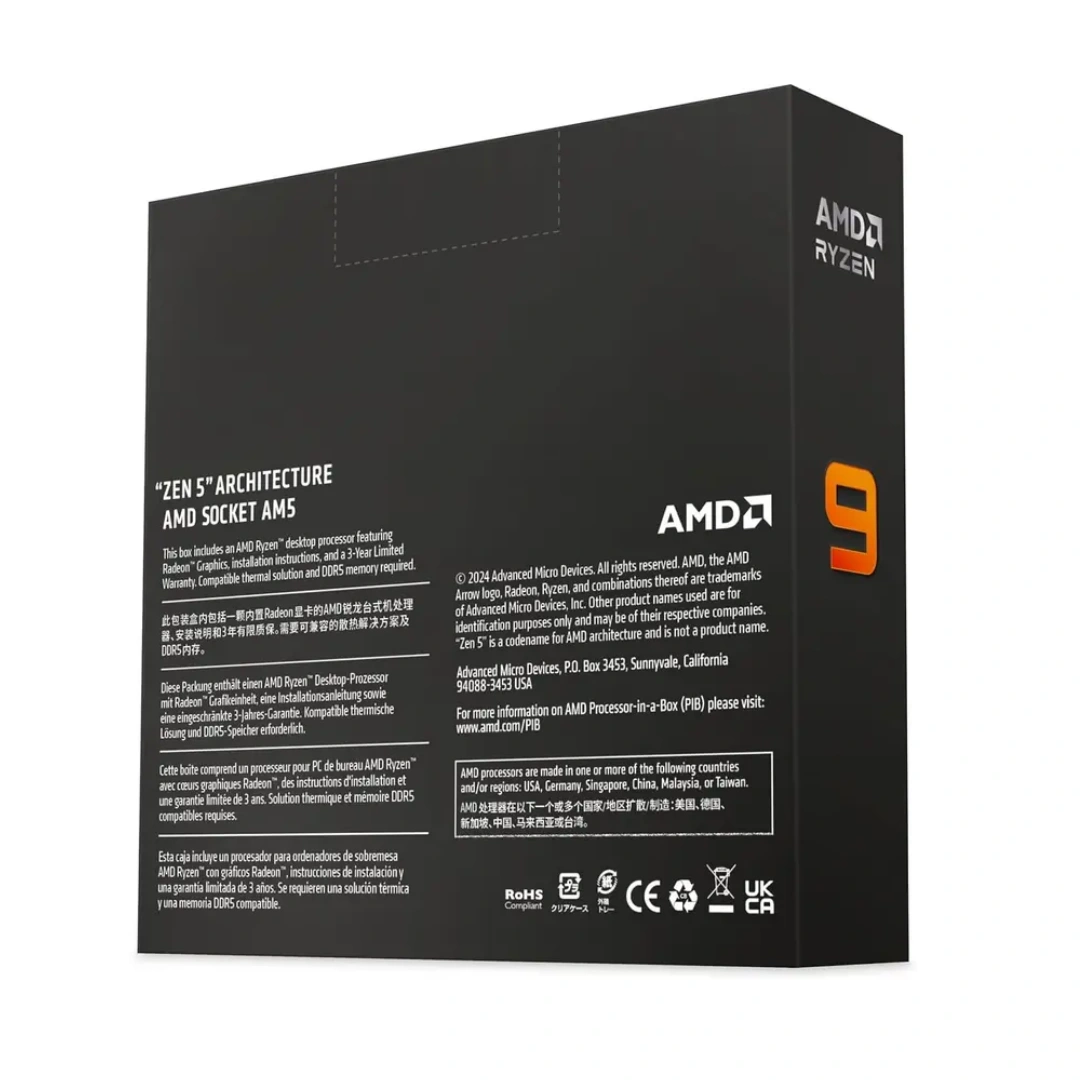 “ZEN 5” ARCHITECTURE
AMD SOCKET AM5
This box includes an AMD Ryzen™ desktop processor featuring
Radeon™ Graphics, installation instructions, and a 3-Year Limited
Warranty. Compatible thermal solution and DDR5 memory required.
此包装盒内包括一颗内置Radeon显卡的AMD锐龙台式机处理
器、安装说明和3年有限质保。需要可兼容的散热解决方案及
DDR5内存。
Diese Packung enthält einen AMD Ryzen™ Desktop-Prozessor
mit Radeon™ Grafikeinheit, eine Installationsanleitung sowie
eine eingeschränkte 3-Jahres-Garantie. Kompatible thermische
Lösung und DDR5-Speicher erforderlich.
Cette boîte comprend un processeur pour PC de bureau AMD Ryzen™
avec cœurs graphiques Radeon™, des instructions d'installation et
une garantie limitée de 3 ans. Solution thermique et mémoire DDR5
compatibles requises.
Esta caja incluye un procesador para ordenadores de sobremesa
AMD Ryzen™ con gráficos Radeon™, instrucciones de instalación y
una garantía limitada de 3 años. Se requieren una solución térmica
y una memoria DDR5 compatible.
AMD
© 2024 Advanced Micro Devices. All rights reserved. AMD, the AMD
Arrow logo, Radeon, Ryzen, and combinations thereof are trademarks
of Advanced Micro Devices, Inc. Other product names used are for
identification purposes only and may be of their respective companies.
“Zen 5” is a codename for AMD architecture and is not a product name.
Advanced Micro Devices, P.O. Box 3453, Sunnyvale, California
94088-3453 USA
For more information on AMD Processor-in-a-Box (PIB) please visit:
www.amd.com/PIB
AMD processors are made in one or more of the following countries
and/or regions: USA, Germany, Singapore, China, Malaysia, or Taiwan.
AMD 处理器在以下一个或多个国家/地区扩散/制造：美国、德国、
新加坡、中国、马来西亚或台湾。
RoHS
Compliant
プラ
クリアケース
紙
外箱
トレー
CE
UK
CA
AMD
RYZEN
9